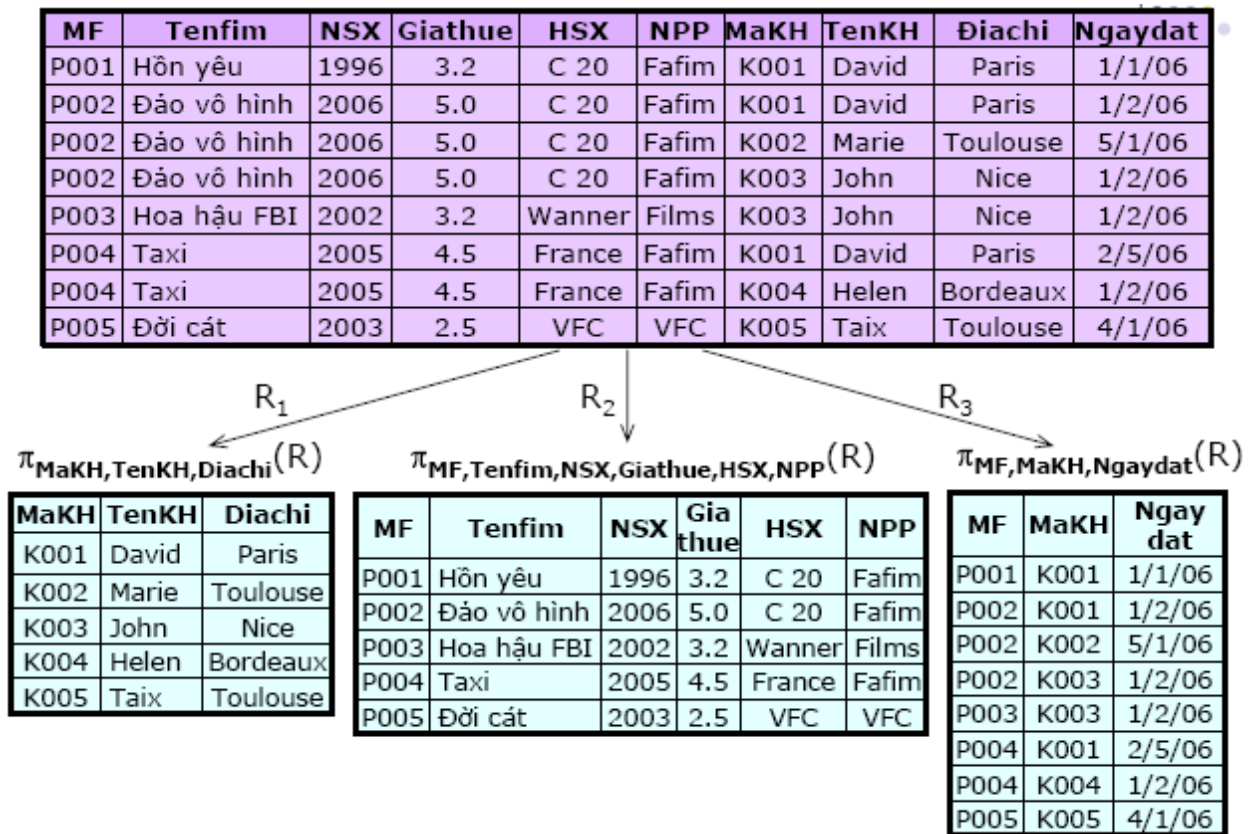 MF Tenfim NSX Giathue HSX NPP MaKH TenKH Điachi Ngaydat
P001 Hồn yêu 1996 3.2 C 20 Fafim K001 David Paris 1/1/06
P002 Đảo vô hình 2006 5.0 C 20 Fafim K001 David Paris 1/2/06
P002 Đảo vô hình 2006 5.0 C 20 Fafim K002 Marie Toulouse 5/1/06
P002 Đảo vô hình 2006 5.0 C 20 Fafim K003 John Nice 1/2/06
P003 Hoa hậu FBI 2002 3.2 Wanner Films K003 John Nice 1/2/06
P004 Taxi 2005 4.5 France Fafim K001 David Paris 2/5/06
P004 Taxi 2005 4.5 France Fafim K004 Helen Bordeaux 1/2/06
P005 Đời cát 2003 2.5 VFC VFC K005 Taix Toulouse 4/1/06
R1 R2 R3
πMaKH,TenKH,Diachi(R)
MaKH TenKH Diachi
K001 David Paris
K002 Marie Toulouse
K003 John Nice
K004 Helen Bordeaux
K005 Taix Toulouse
πMF,Tenfim,NSX,Giathue,HSX,NPP(R)
MF Tenfim NSX Gia thue HSX NPP
P001 Hồn yêu 1996 3.2 C 20 Fafim
P002 Đảo vô hình 2006 5.0 C 20 Fafim
P003 Hoa hậu FBI 2002 3.2 Wanner Films
P004 Taxi 2005 4.5 France Fafim
P005 Đời cát 2003 2.5 VFC VFC
πMF,MaKH,Ngaydat(R)
MF MaKH Ngay dat
P001 K001 1/1/06
P002 K001 1/2/06
P002 K002 5/1/06
P002 K003 1/2/06
P003 K003 1/2/06
P004 K001 2/5/06
P004 K004 1/2/06
P005 K005 4/1/06